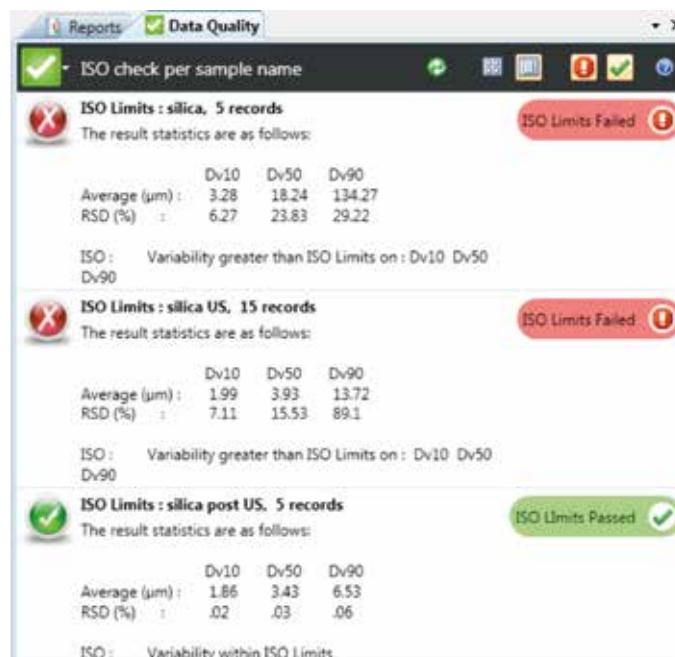 Reports Data Quality
ISO check per sample name
ISO Limits : silica, 5 records
ISO Limits Failed
The result statistics are as follows:
Dv10 Dv50 Dv90
Average (µm) : 3.28 18.24 134.27
RSD (%) : 6.27 23.83 29.22
ISO : Variability greater than ISO Limits on : Dv10 Dv50
Dv90
ISO Limits : silica US, 15 records
ISO Limits Failed
The result statistics are as follows:
Dv10 Dv50 Dv90
Average (µm) : 1.99 3.93 13.72
RSD (%) : 7.11 15.53 89.1
ISO : Variability greater than ISO Limits on : Dv10 Dv50
Dv90
ISO Limits : silica post US, 5 records
ISO LImits Passed
The result statistics are as follows:
Dv10 Dv50 Dv90
Average (µm) : 1.86 3.43 6.53
RSD (%) : .02 .03 .06
ISO : Variability within ISO Limits